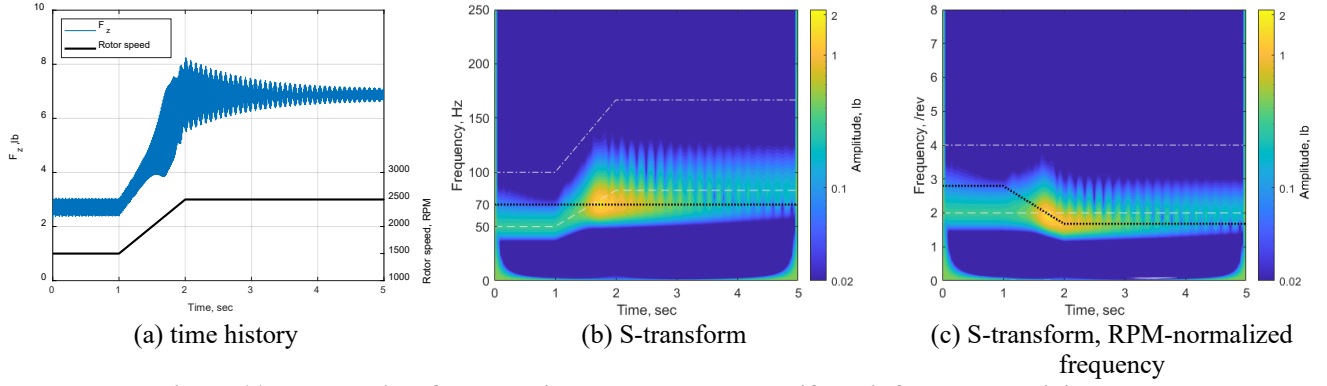 10
8
6
4
2
0
F z ,lb
F z
Rotor speed
3000
2500
2000
1500
1000
Rotor speed, RPM
0 1 2 3 4 5
Time, sec
(a) time history
250
200
150
100
70
50
0
Frequency, Hz
0 1 2 3 4 5
Time, sec
2
1
0.1
0.02
Amplitude, lb
(b) S-transform
8
7
6
5
4
3
2
1
0
Frequency, /rev
0 1 2 3 4 5
Time, sec
2
1
0.1
0.02
Amplitude, lb
(c) S-transform, RPM-normalized
frequency